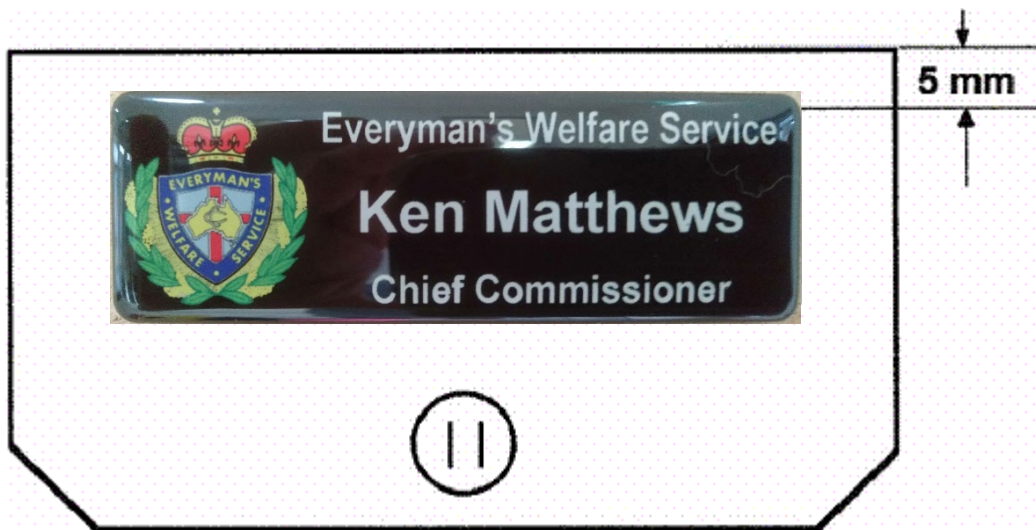 5 mm
Everyman's Welfare Service
Ken Matthews
Chief Commissioner
EVERYMAN'S
WELFARE SERVICE